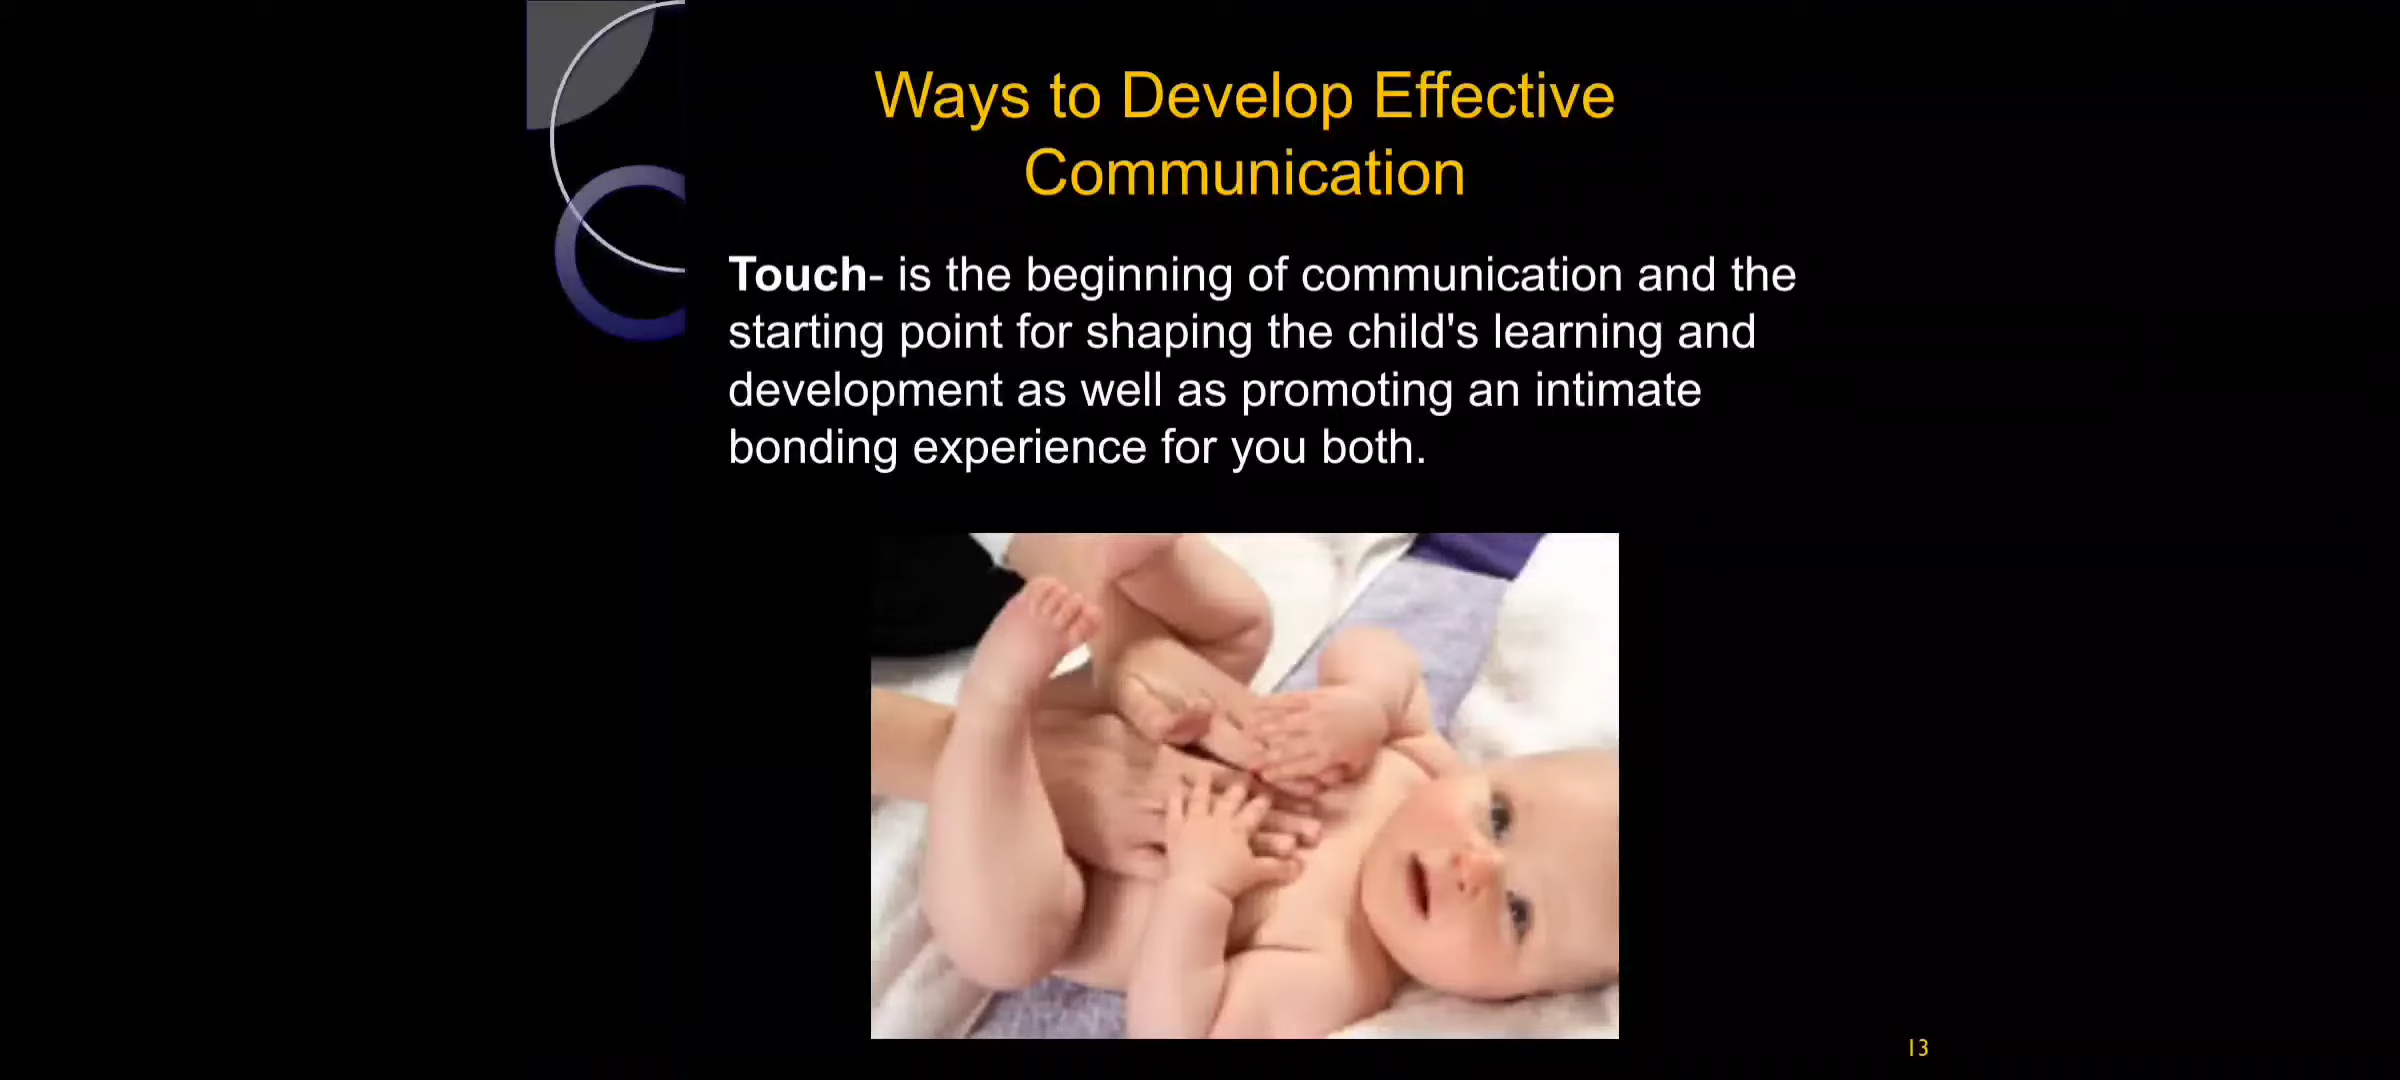 Ways to Develop Effective
Communication
Touch- is the beginning of communication and the
starting point for shaping the child's learning and
development as well as promoting an intimate
bonding experience for you both.
13